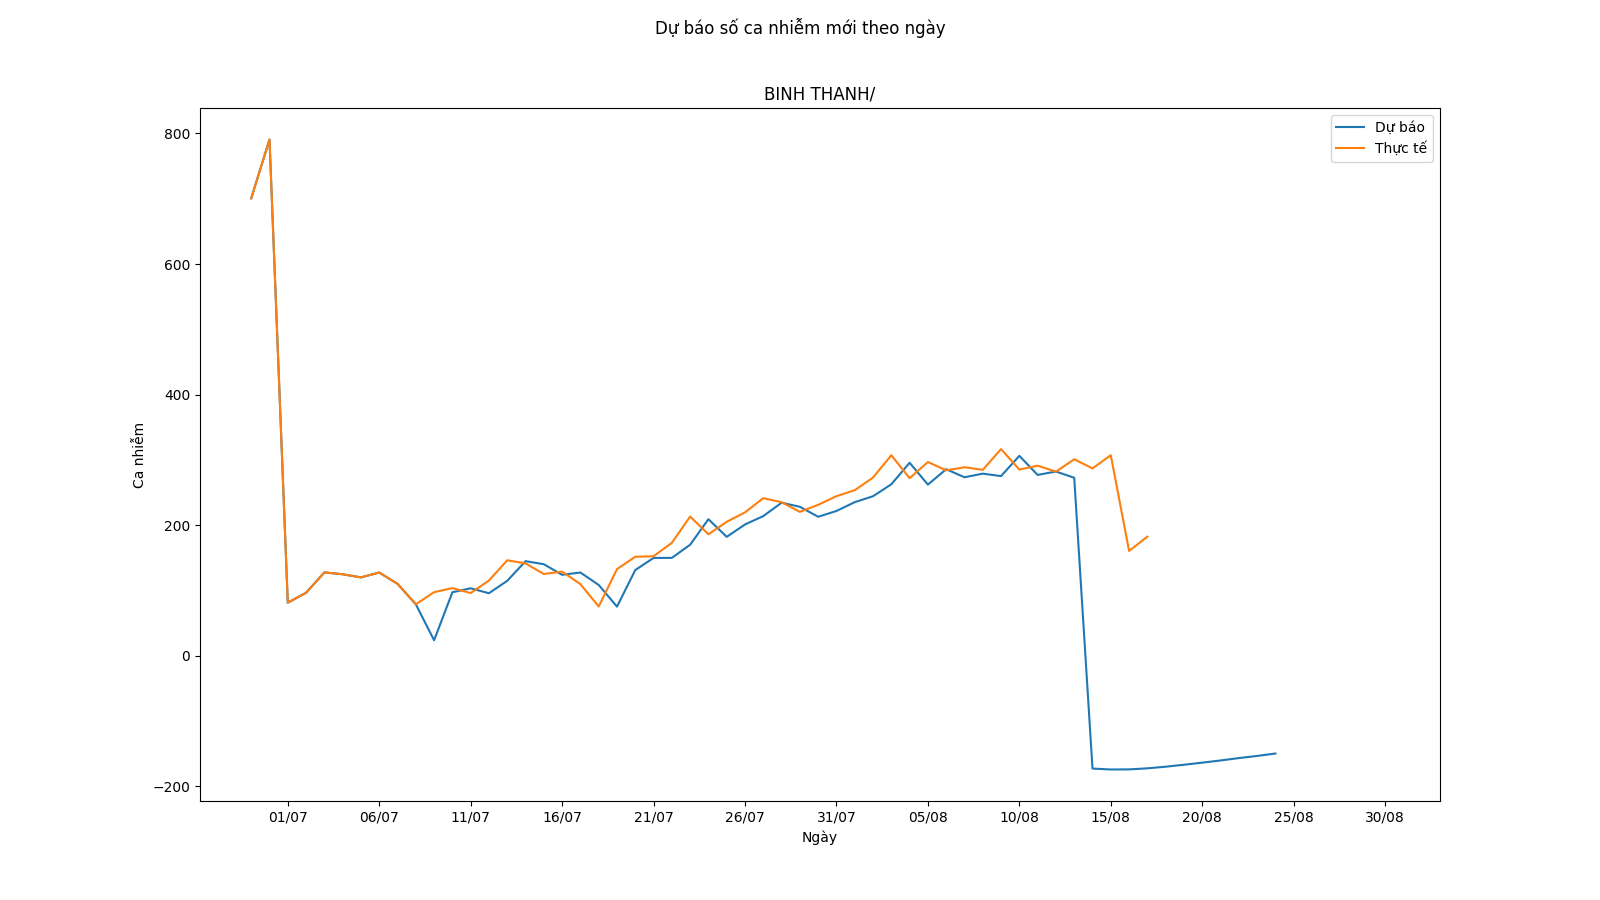 Dự báo số ca nhiễm mới theo ngày
BINH THANH/
Dự báo
Thực tế
800
600
400
200
0
−200
Ca nhiễm
01/07 06/07 11/07 16/07 21/07 26/07 31/07 05/08 10/08 15/08 20/08 25/08 30/08
Ngày